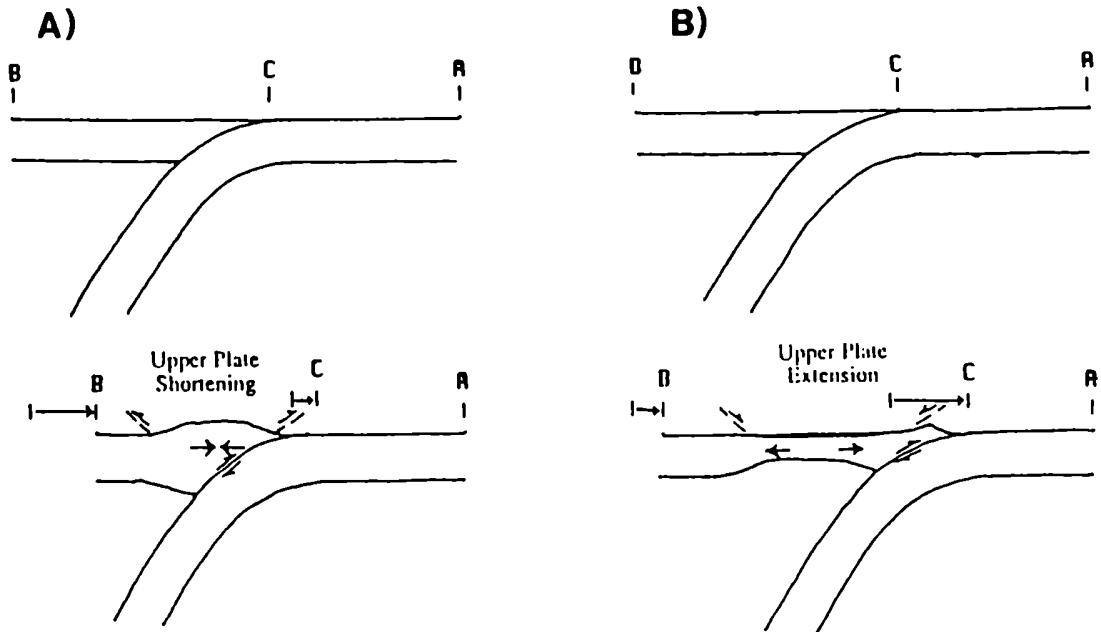 A)
B C A
Upper Plate
Shortening
B C A
B)
B C A
Upper Plate
Extension
B C A